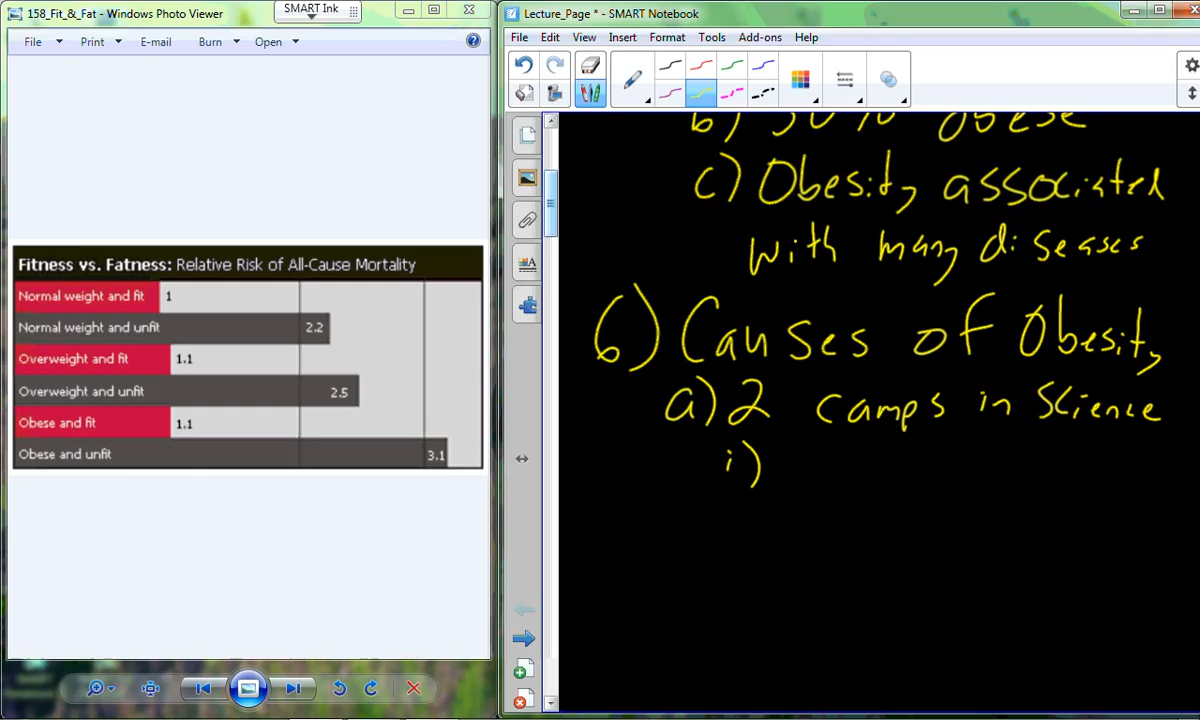 158_Fit_&_Fat - Windows Photo Viewer
SMART Ink
File Print E-mail Burn Open
Fitness vs. Fatness: Relative Risk of All-Cause Mortality
Normal weight and fit 1
Normal weight and unfit 2.2
Overweight and fit 1.1
Overweight and unfit 2.5
Obese and fit 1.1
Obese and unfit 3.1
Lecture_Page * - SMART Notebook
File Edit View Insert Format Tools Add-ons Help
b) 30% Obese
c) Obesity associated
with many diseases
6) Causes of Obesity
a) 2 camps in Science
i)